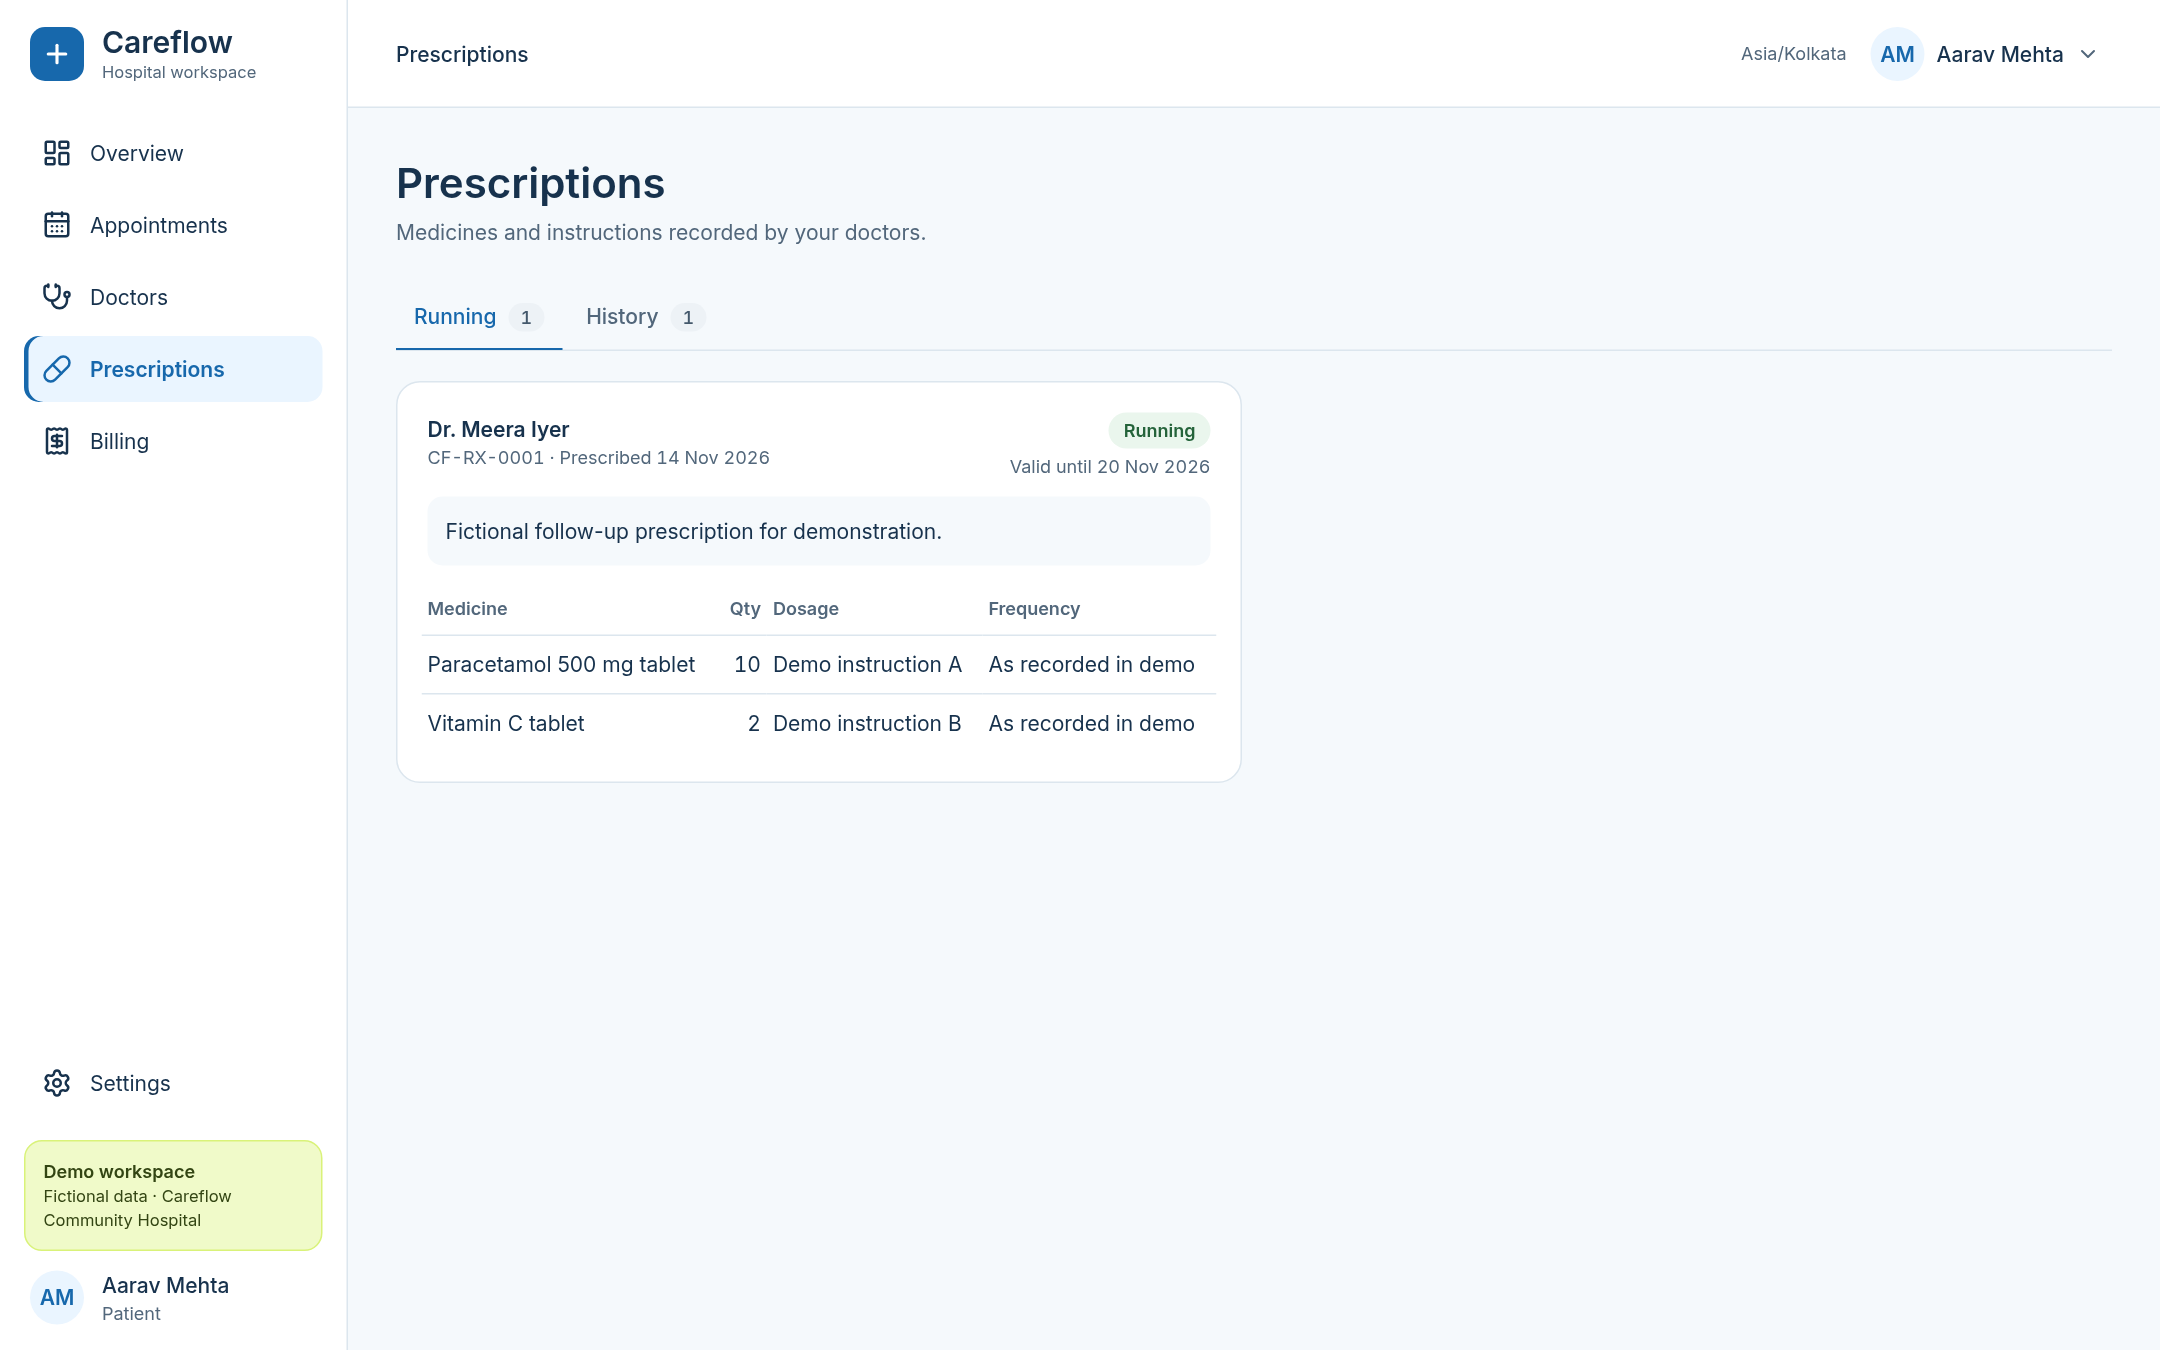 Careflow
Hospital workspace
Overview
Appointments
Doctors
Prescriptions
Billing
Settings
Demo workspace
Fictional data · Careflow
Community Hospital
AM
Aarav Mehta
Patient
Prescriptions
Asia/Kolkata
AM
Aarav Mehta
Prescriptions
Medicines and instructions recorded by your doctors.
Running 1
History 1
Dr. Meera Iyer
CF-RX-0001 · Prescribed 14 Nov 2026
Running
Valid until 20 Nov 2026
Fictional follow-up prescription for demonstration.
Medicine Qty Dosage Frequency
Paracetamol 500 mg tablet 10 Demo instruction A As recorded in demo
Vitamin C tablet 2 Demo instruction B As recorded in demo